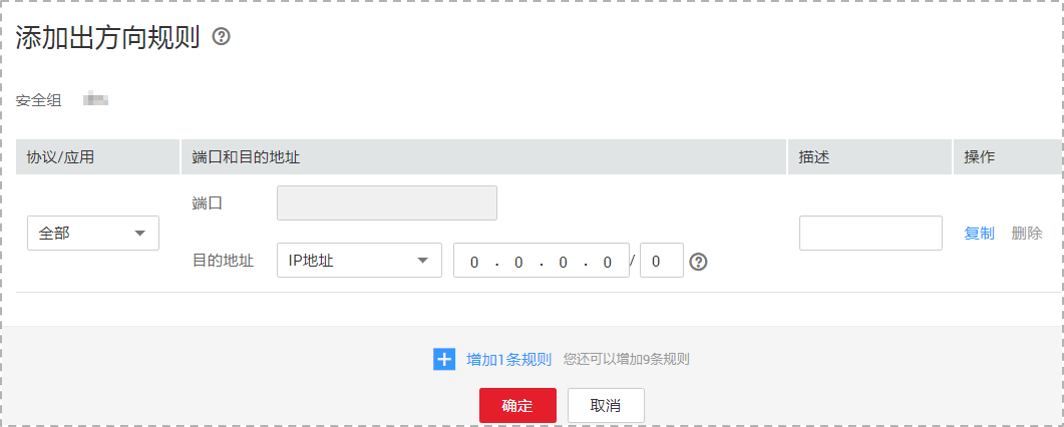 添加出方向规则 ?
安全组
协议/应用 端口和目的地址 描述 操作
端口
全部 复制 删除
目的地址 IP地址 0 . 0 . 0 . 0 / 0 ?
+ 增加1条规则 您还可以增加9条规则
确定 取消